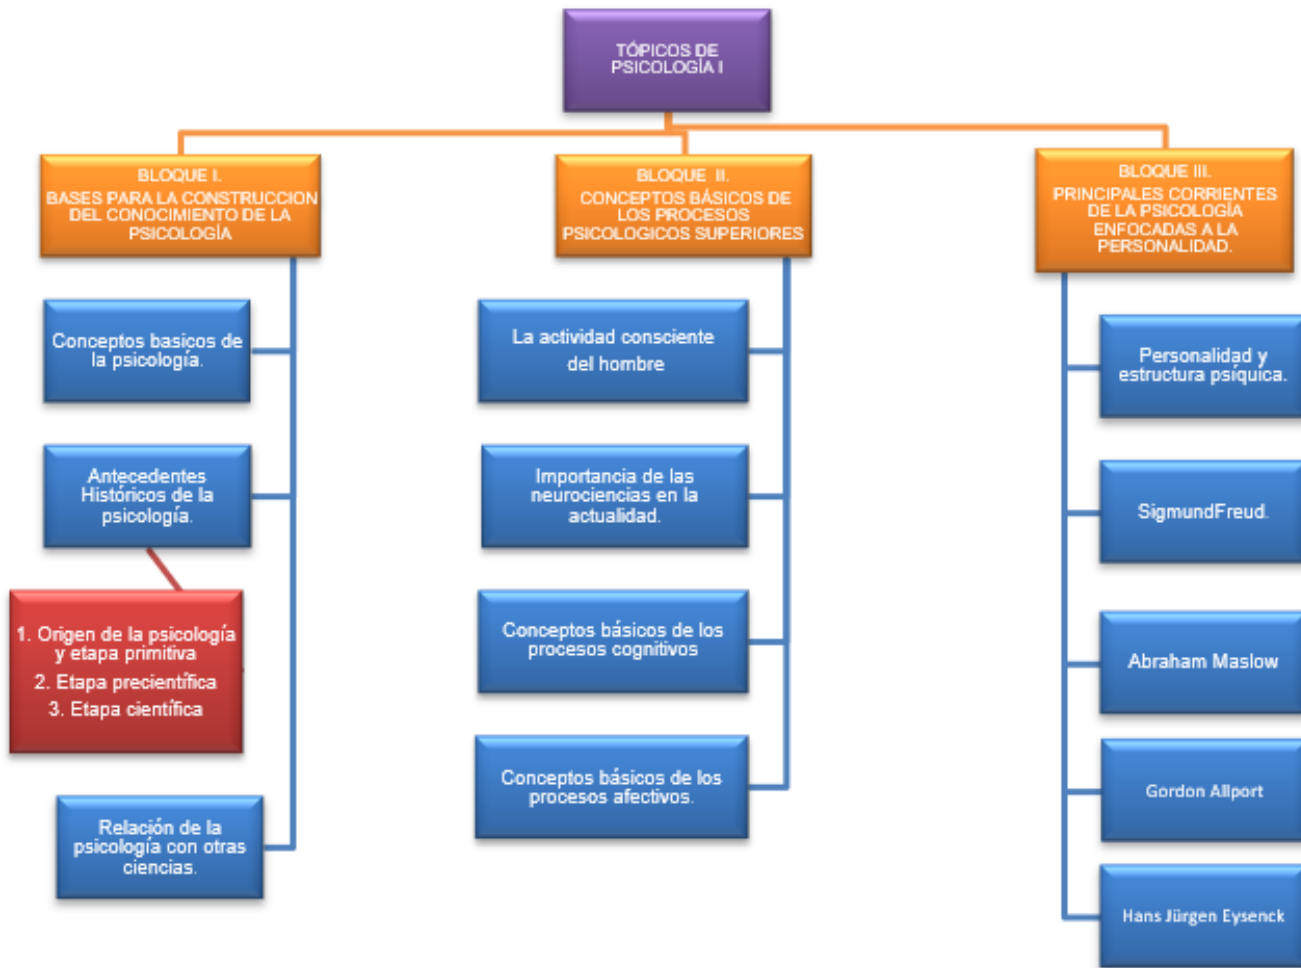 TÓPICOS DE
PSICOLOGÍA I
BLOQUE I.
BASES PARA LA CONSTRUCCION
DEL CONOCIMIENTO DE LA
PSICOLOGÍA
Conceptos basicos de
la psicología.
Antecedentes
Históricos de la
psicología.
1. Origen de la psicología
y etapa primitiva
2. Etapa precientífica
3. Etapa científica
Relación de la
psicología con otras
ciencias.
BLOQUE II.
CONCEPTOS BÁSICOS DE
LOS PROCESOS
PSICOLOGICOS SUPERIORES
La actividad consciente
del hombre
Importancia de las
neurociencias en la
actualidad.
Conceptos básicos de los
procesos cognitivos
Conceptos básicos de los
procesos afectivos.
BLOQUE III.
PRINCIPALES CORRIENTES
DE LA PSICOLOGÍA
ENFOCADAS A LA
PERSONALIDAD.
Personalidad y
estructura psíquica.
SigmundFreud.
Abraham Maslow
Gordon Allport
Hans Jürgen Eysenck